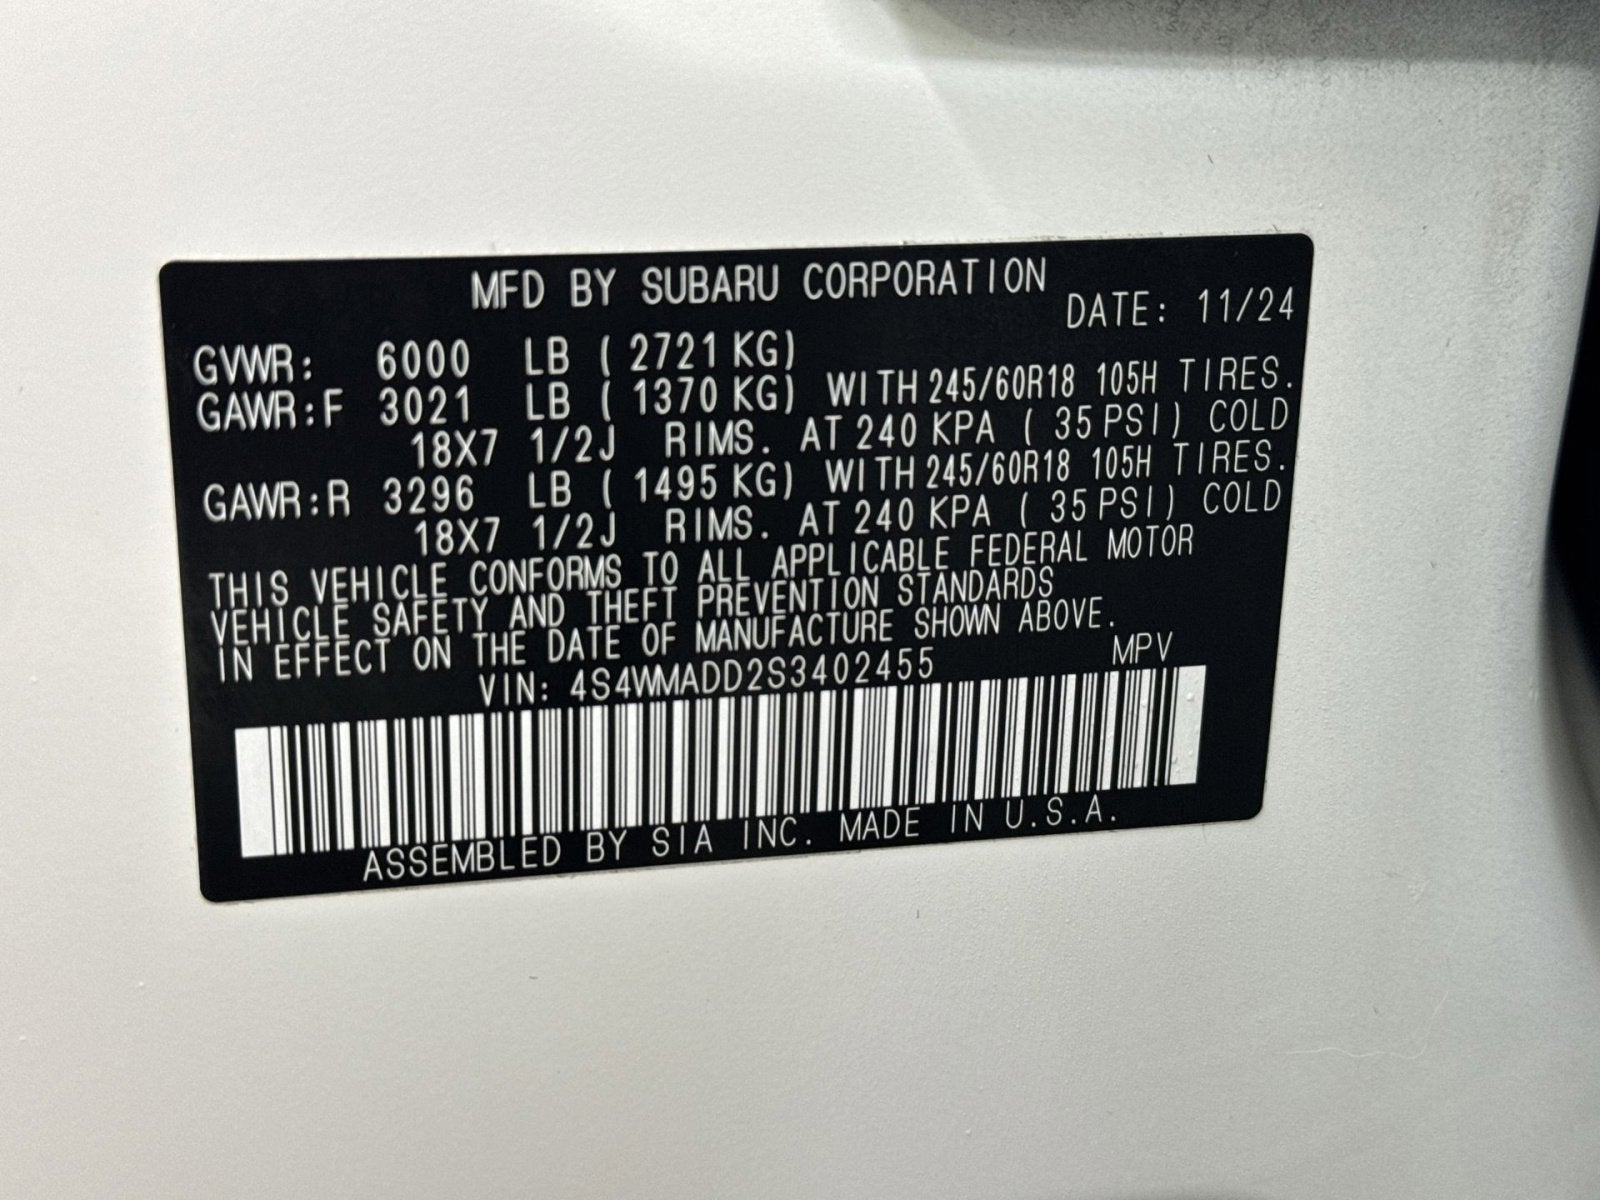 MFD BY SUBARU CORPORATION
DATE: 11/24
GVWR: 6000 LB ( 2721 KG)
GAWR:F 3021 LB ( 1370 KG) WITH 245/60R18 105H TIRES.
18X7 1/2J RIMS. AT 240 KPA ( 35 PSI) COLD
GAWR:R 3296 LB ( 1495 KG) WITH 245/60R18 105H TIRES.
18X7 1/2J RIMS. AT 240 KPA ( 35 PSI) COLD
THIS VEHICLE CONFORMS TO ALL APPLICABLE FEDERAL MOTOR
VEHICLE SAFETY AND THEFT PREVENTION STANDARDS
IN EFFECT ON THE DATE OF MANUFACTURE SHOWN ABOVE.
VIN: 4S4WMADD2S3402455 MPV
ASSEMBLED BY SIA INC. MADE IN U.S.A.